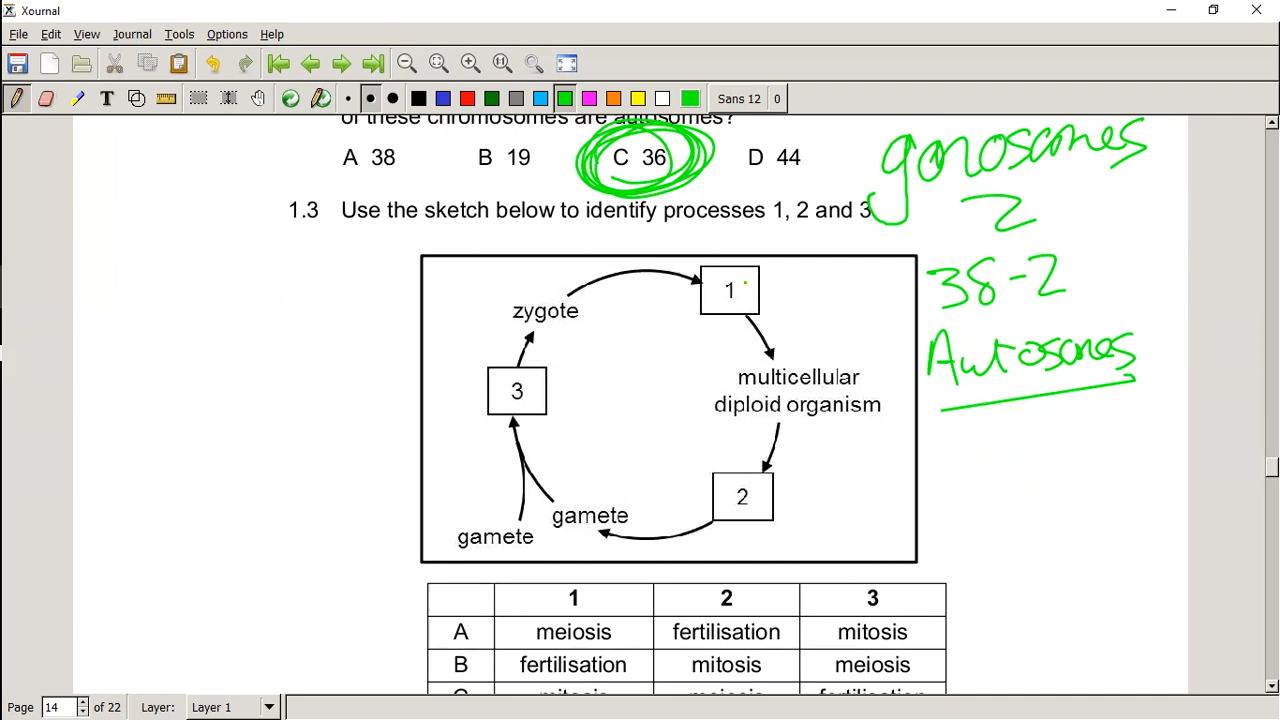 Xournal
File Edit View Journal Tools Options Help
Sans 12 0
of these chromosomes are autosomes?
A 38 B 19 C 36 D 44
gonosomes
2
38-2
Autosomes
1.3 Use the sketch below to identify processes 1, 2 and 3
zygote
1
multicellular
diploid organism
3
2
gamete
gamete
1 2 3
A meiosis fertilisation mitosis
B fertilisation mitosis meiosis
C mitosis meiosis fertilisation
Page 14 of 22 Layer: Layer 1